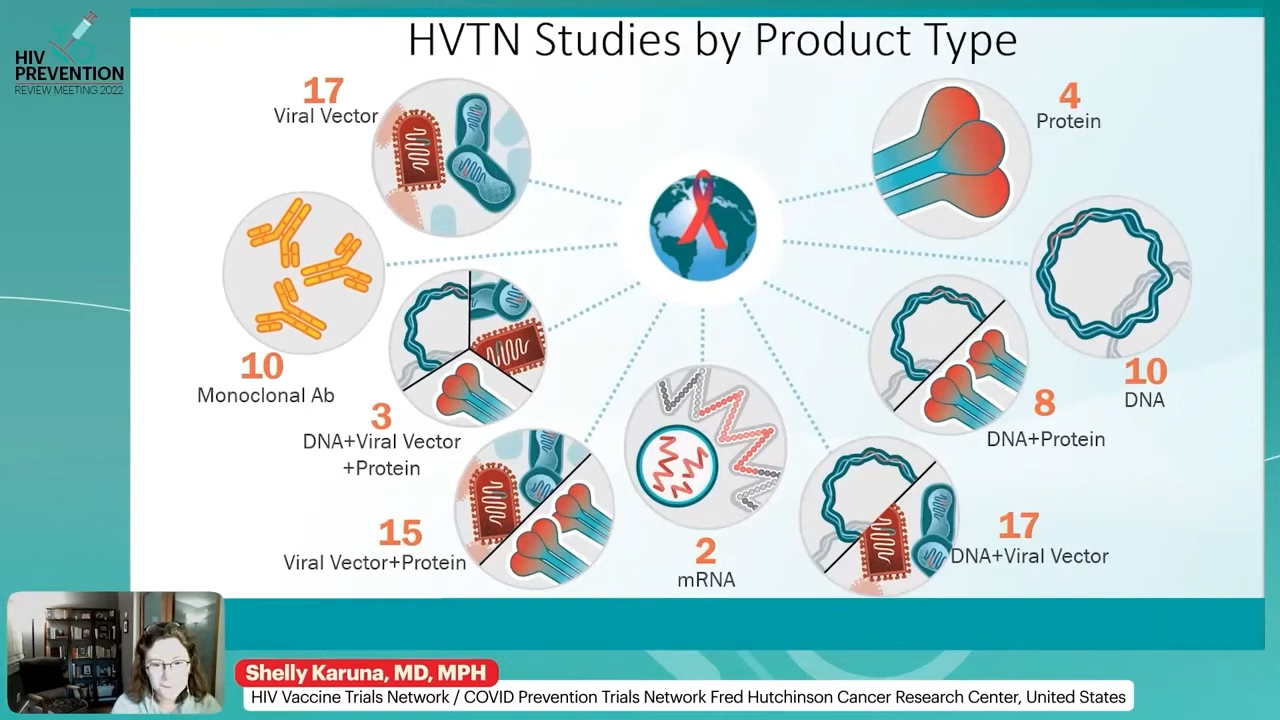 HIV
PREVENTION
REVIEW MEETING 2022
HVTN Studies by Product Type
17
Viral Vector
4
Protein
10
Monoclonal Ab
10
DNA
3
DNA+Viral Vector
+Protein
8
DNA+Protein
15
Viral Vector+Protein
2
mRNA
17
DNA+Viral Vector
Shelly Karuna, MD, MPH
HIV Vaccine Trials Network / COVID Prevention Trials Network Fred Hutchinson Cancer Research Center, United States